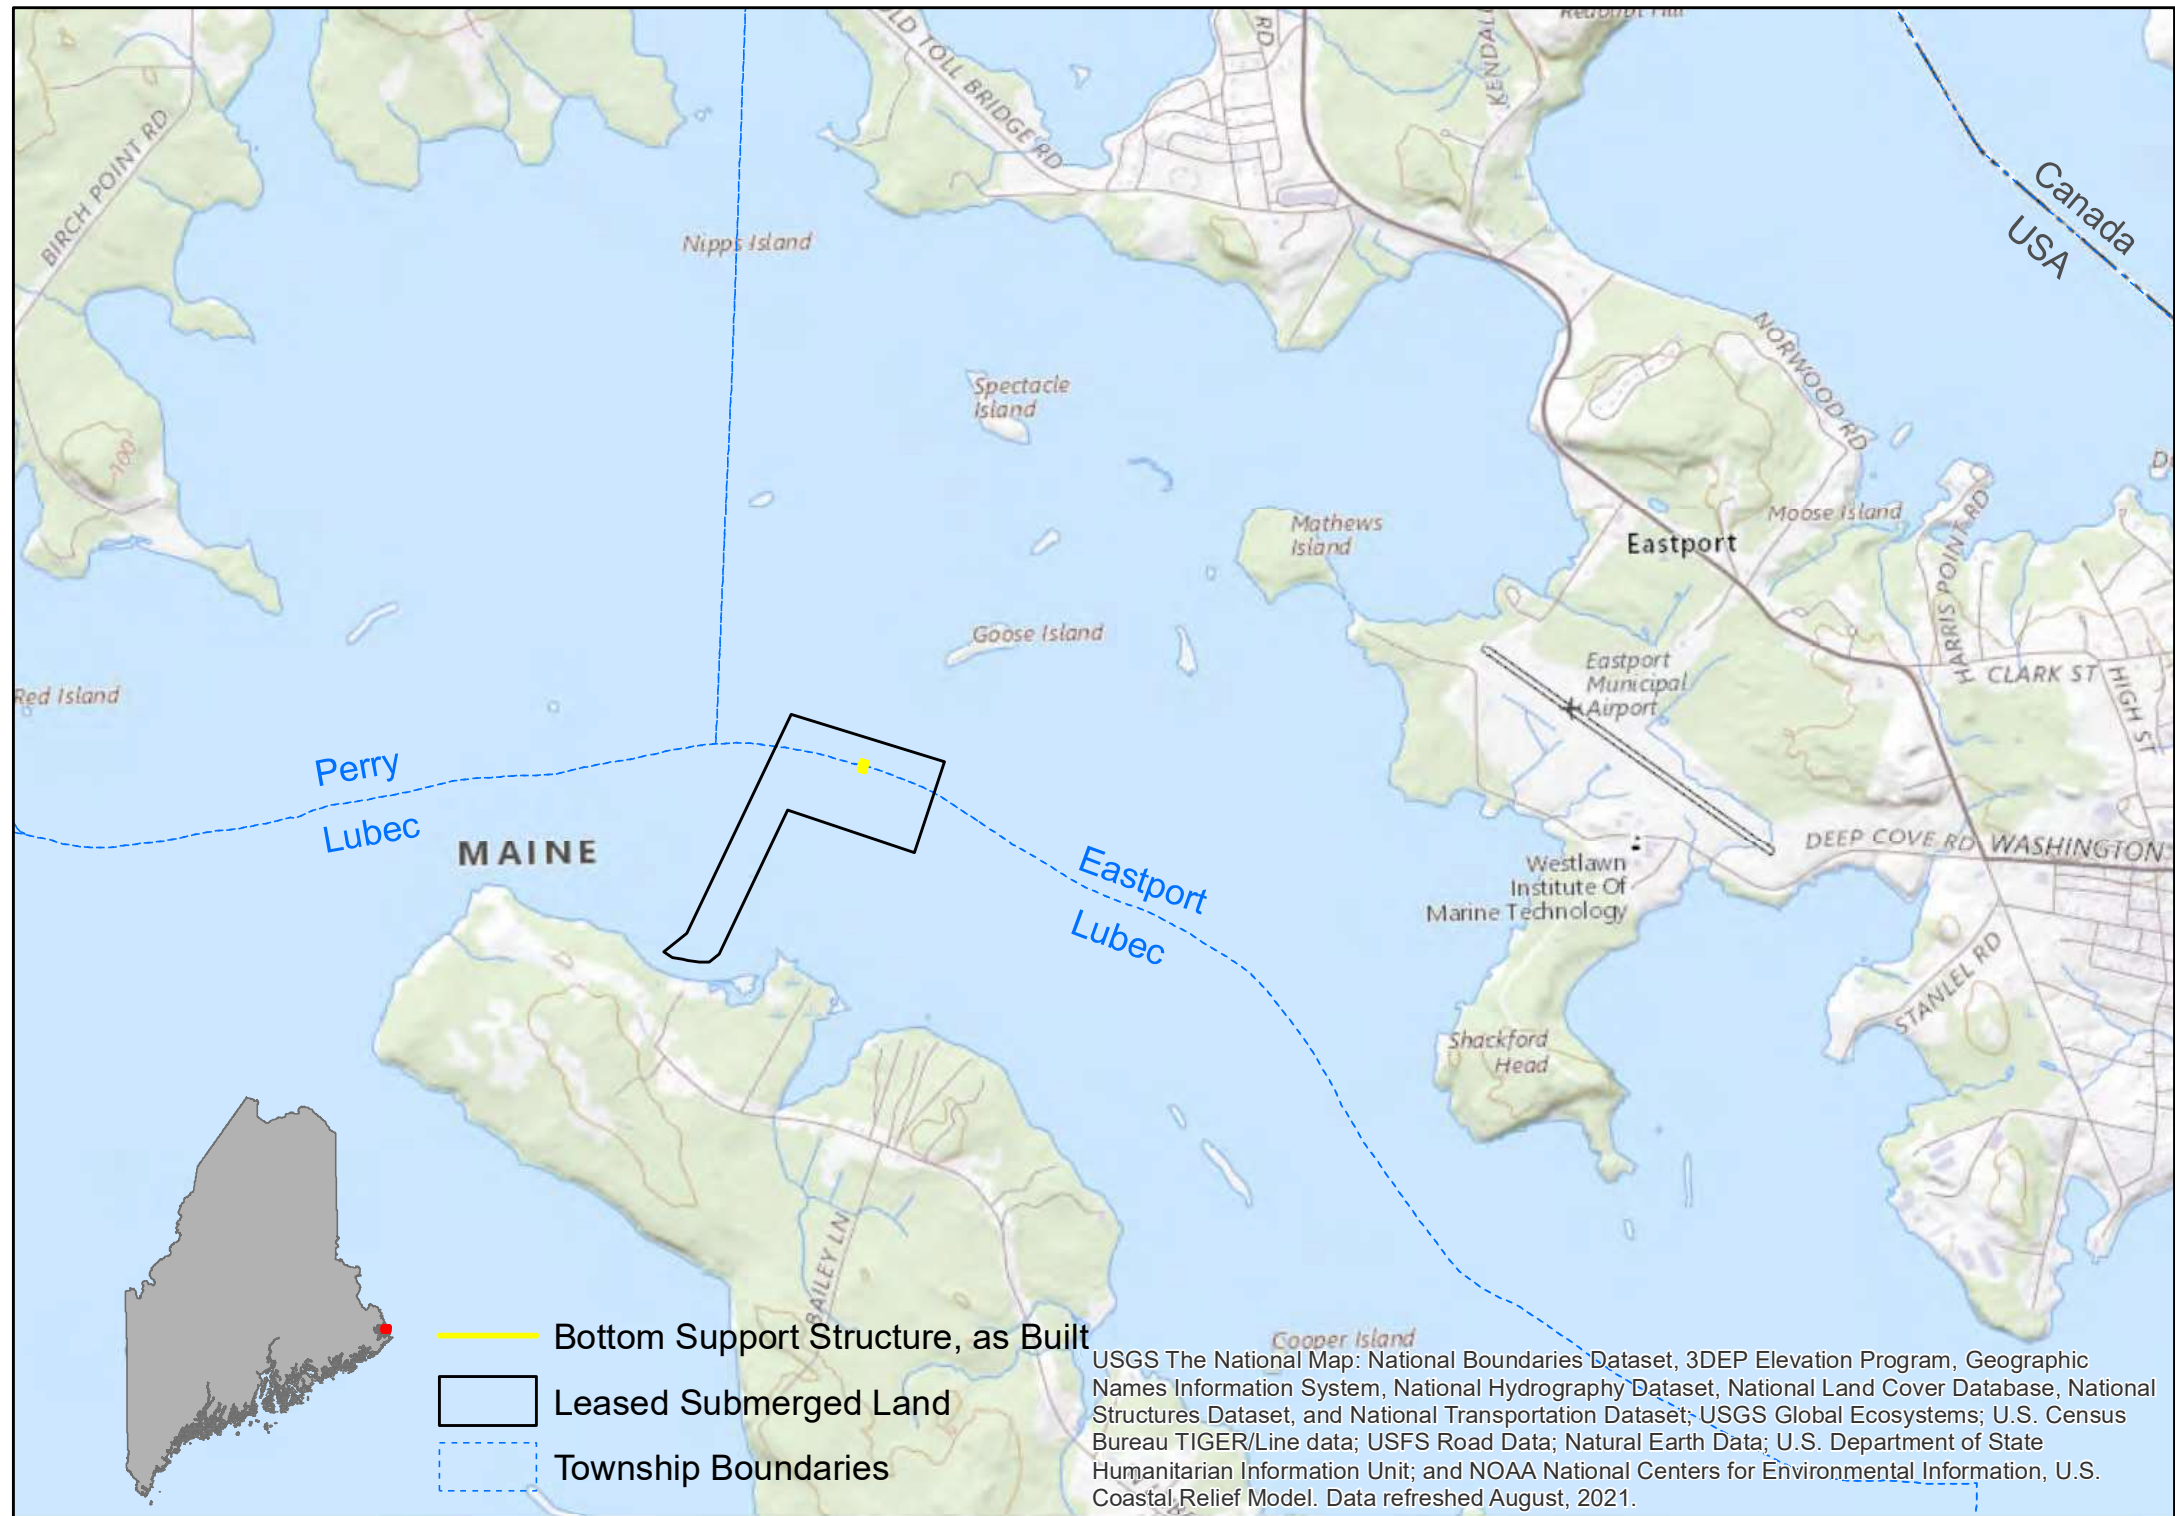 OLD TOLL BRIDGE RD
RD
KENDALL
Redoubt Hill
BIRCH POINT RD
Canada
USA
Nipps Island
NORWOOD RD
Spectacle
Island
100
Mathews
Island
Moose Island
Eastport
HARRIS POINT RD
Goose Island
Eastport
Municipal
Airport
CLARK ST
HIGH ST
Red Island
Perry
Lubec
MAINE
Eastport
Lubec
DEEP COVE RD
WASHINGTON
Westlawn
Institute Of
Marine Technology
STANLEL RD
Shackford
Head
BAILEY LN
Cooper Island
Bottom Support Structure, as Built
Leased Submerged Land
Township Boundaries
USGS The National Map: National Boundaries Dataset, 3DEP Elevation Program, Geographic
Names Information System, National Hydrography Dataset, National Land Cover Database, National
Structures Dataset, and National Transportation Dataset; USGS Global Ecosystems; U.S. Census
Bureau TIGER/Line data; USFS Road Data; Natural Earth Data; U.S. Department of State
Humanitarian Information Unit; and NOAA National Centers for Environmental Information, U.S.
Coastal Relief Model. Data refreshed August, 2021.